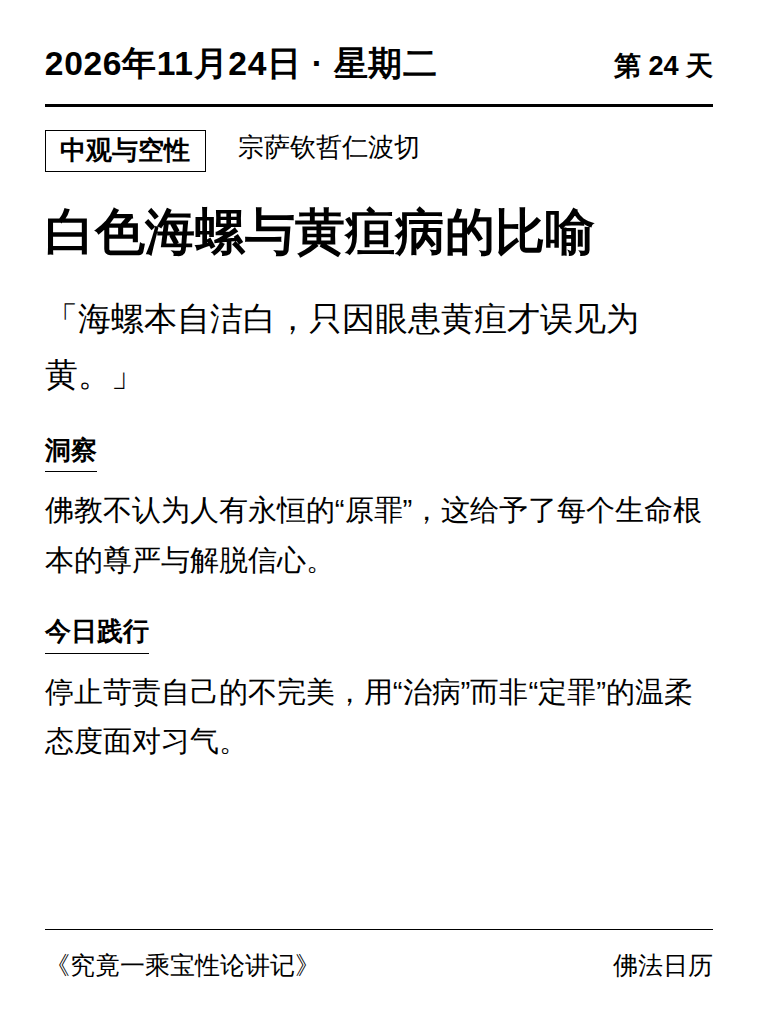 2026年11月24日 · 星期二
第 24 天
中观与空性
宗萨钦哲仁波切
白色海螺与黄疸病的比喻
「海螺本自洁白，只因眼患黄疸才误见为
黄。」
洞察
佛教不认为人有永恒的“原罪”，这给予了每个生命根
本的尊严与解脱信心。
今日践行
停止苛责自己的不完美，用“治病”而非“定罪”的温柔
态度面对习气。
《究竟一乘宝性论讲记》
佛法日历